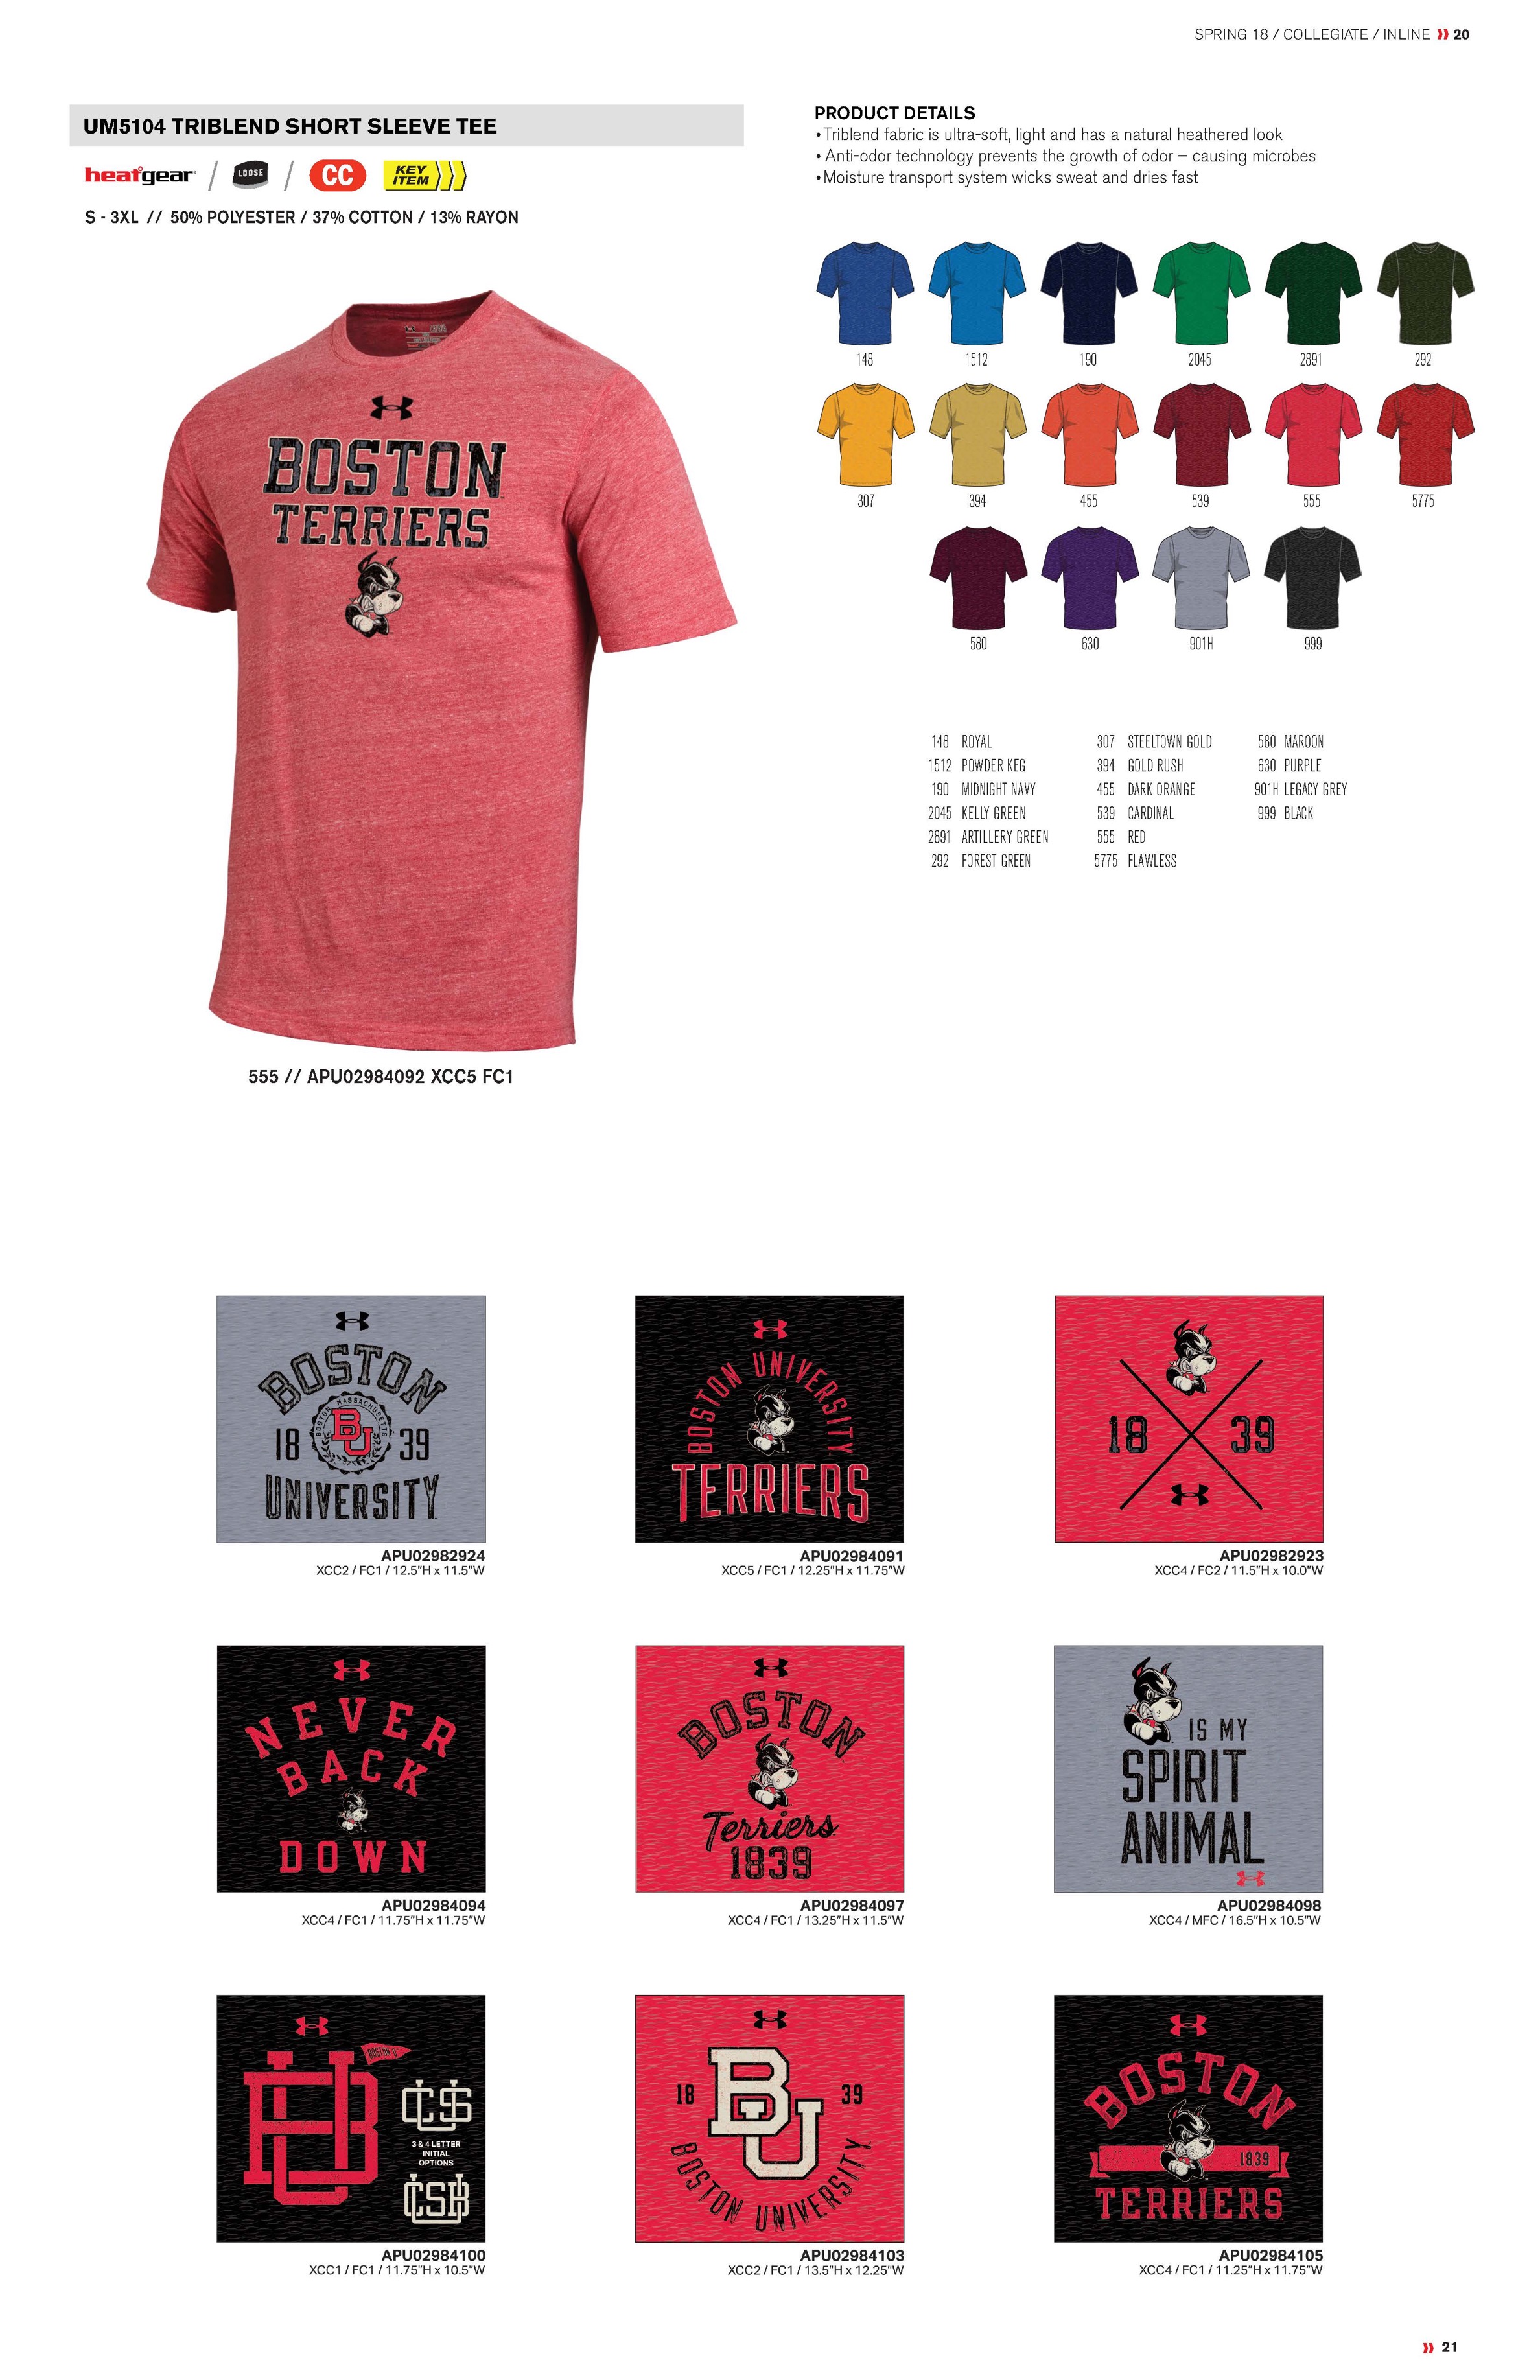 SPRING 18 / COLLEGIATE / INLINE 20
UM5104 TRIBLEND SHORT SLEEVE TEE
heatgear / LOOSE / CC KEY ITEM
S - 3XL // 50% POLYESTER / 37% COTTON / 13% RAYON
PRODUCT DETAILS
• Triblend fabric is ultra-soft, light and has a natural heathered look
• Anti-odor technology prevents the growth of odor – causing microbes
• Moisture transport system wicks sweat and dries fast
148 1512 190 2045 2891 292
307 394 455 539 555 5775
580 630 901H 999
148 ROYAL
1512 POWDER KEG
190 MIDNIGHT NAVY
2045 KELLY GREEN
2891 ARTILLERY GREEN
292 FOREST GREEN
307 STEELTOWN GOLD
394 GOLD RUSH
455 DARK ORANGE
539 CARDINAL
555 RED
5775 FLAWLESS
580 MAROON
630 PURPLE
901H LEGACY GREY
999 BLACK
BOSTON
TERRIERS
555 // APU02984092 XCC5 FC1
BOSTON
BOSTON MASSACHUSETTS
18 BU 39
UNIVERSITY
APU02982924
XCC2 / FC1 / 12.5"H x 11.5"W
BOSTON UNIVERSITY
TERRIERS
APU02984091
XCC5 / FC1 / 12.25"H x 11.75"W
18 39
APU02982923
XCC4 / FC2 / 11.5"H x 10.0"W
NEVER
BACK
DOWN
APU02984094
XCC4 / FC1 / 11.75"H x 11.75"W
BOSTON
Terriers
1839
APU02984097
XCC4 / FC1 / 13.25"H x 11.5"W
IS MY
SPIRIT
ANIMAL
APU02984098
XCC4 / MFC / 16.5"H x 10.5"W
BOSTON U
BU
3 & 4 LETTER
INITIAL
OPTIONS
APU02984100
XCC1 / FC1 / 11.75"H x 10.5"W
18 BU 39
BOSTON UNIVERSITY
APU02984103
XCC2 / FC1 / 13.5"H x 12.25"W
BOSTON
1839
TERRIERS
APU02984105
XCC4 / FC1 / 11.25"H x 11.75"W
21